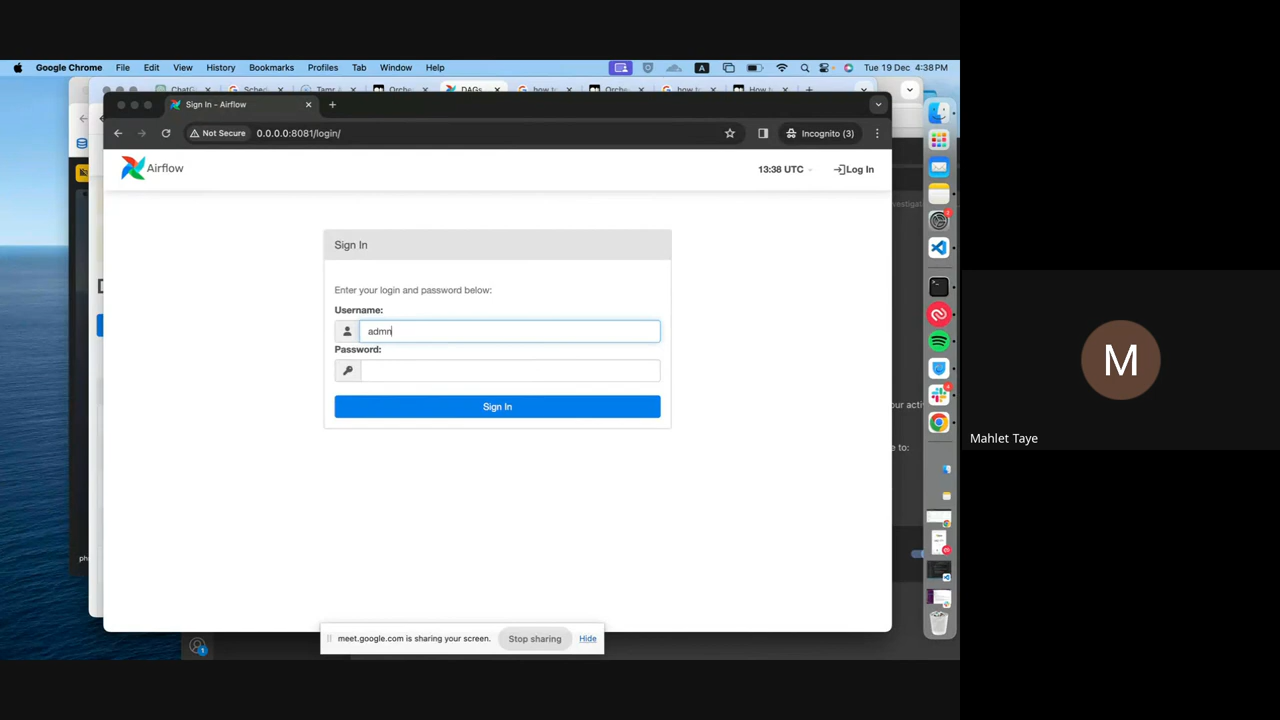 Google Chrome File Edit View History Bookmarks Profiles Tab Window Help A Tue 19 Dec 4:38 PM
DAGs
Sign In - Airflow
Not Secure 0.0.0.0:8081/login/ Incognito (3)
Airflow 13:38 UTC Log In
Sign In
Enter your login and password below:
Username:
admn
Password:
Sign In
meet.google.com is sharing your screen. Stop sharing Hide
1
M
Mahlet Taye